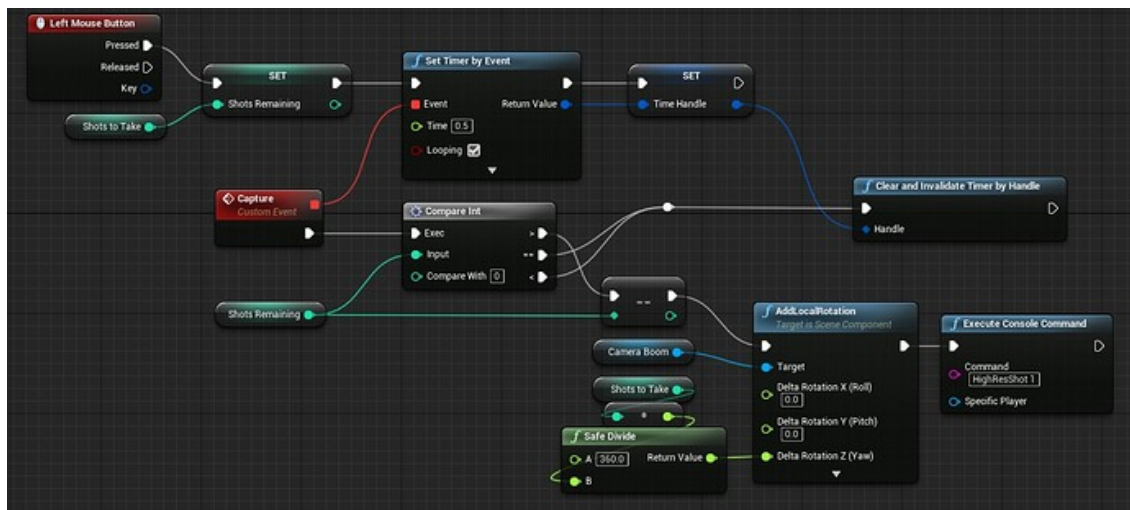 Left Mouse Button
Pressed
Released
Key
SET
Shots Remaining
Shots to Take
Set Timer by Event
Event
Return Value
Time 0.5
Looping
SET
Time Handle
Clear and Invalidate Timer by Handle
Handle
Capture
Custom Event
Compare Int
Exec
>
Input
==
Compare With 0
<
Shots Remaining
--
Camera Boom
Shots to Take
Safe Divide
A 360.0
Return Value
B
AddLocalRotation
Target is Scene Component
Target
Delta Rotation X (Roll)
0.0
Delta Rotation Y (Pitch)
0.0
Delta Rotation Z (Yaw)
Execute Console Command
Command
HighResShot 1
Specific Player